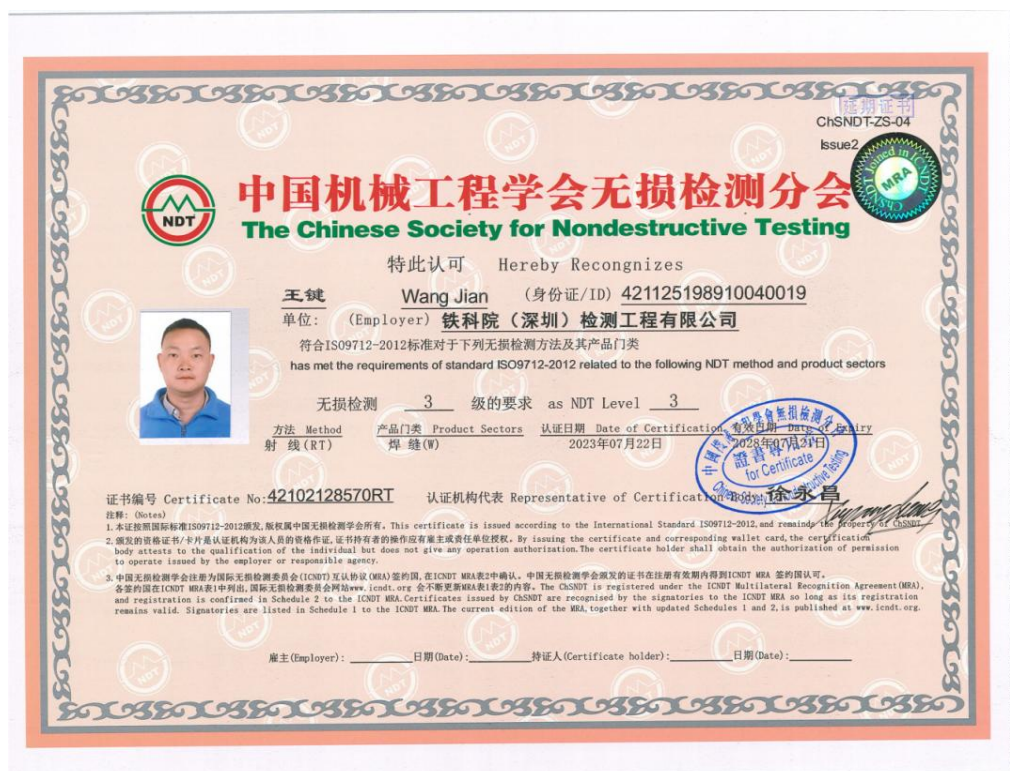 延期证书
ChSNDT-ZS-04
Issue2
ChSNDT Joined in ICNDT
MRA
NDT
中国机械工程学会无损检测分会
The Chinese Society for Nondestructive Testing
特此认可 Hereby Recongnizes
王键 Wang Jian (身份证/ID) 421125198910040019
单位: (Employer) 铁科院（深圳）检测工程有限公司
符合ISO9712-2012标准对于下列无损检测方法及其产品门类
has met the requirements of standard ISO9712-2012 related to the following NDT method and product sectors
无损检测 3 级的要求 as NDT Level 3
方法 Method 产品门类 Product Sectors 认证日期 Date of Certification 有效日期 Date of Expiry
射 线(RT) 焊 缝(W) 2023年07月22日 2028年07月21日
證書專用章
for Certificate
证书编号 Certificate No:42102128570RT 认证机构代表 Representative of Certification Body: 徐永昌
注释: (Notes)
1.本证按照国际标准ISO9712-2012颁发,版权属中国无损检测学会所有。This certificate is issued according to the International Standard ISO9712-2012,and remainds the property of ChSNDT.
2.颁发的资格证书/卡片是认证机构为该人员的资格作证,证书持有者的操作应有雇主或责任单位授权。By issuing the certificate and corresponding wallet card,the certification
body attests to the qualification of the individual but does not give any operation authorization.The certificate holder shall obtain the authorization of permission
to operate issued by the employer or responsible agency.
3.中国无损检测学会注册为国际无损检测委员会(ICNDT)互认协议(MRA)签约国,在ICNDT MRA表2中确认。中国无损检测学会颁发的证书在注册有效期内得到ICNDT MRA 签约国认可。
各签约国在ICNDT MRA表1中列出,国际无损检测委员会网站www.icndt.org 会不断更新MRA表1表2的内容。The ChSNDT is registered under the ICNDT Multilateral Recognition Agreement(MRA),
and registration is confirmed in Schedule 2 to the ICNDT MRA.Certificates issued by ChSNDT are recognised by the signatories to the ICNDT MRA so long as its registration
remains valid. Signatories are listed in Schedule 1 to the ICNDT MRA.The current edition of the MRA,together with updated Schedules 1 and 2,is published at www.icndt.org.
雇主(Employer): 日期(Date): 持证人(Certificate holder): 日期(Date):